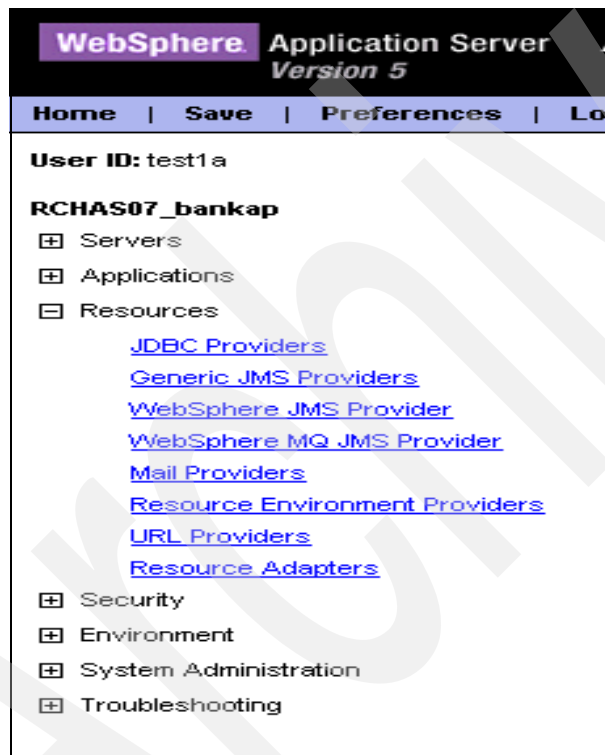 WebSphere. Application Server
Version 5
Home | Save | Preferences | Lo
User ID: test1a
RCHAS07_bankap
Servers
Applications
Resources
JDBC Providers
Generic JMS Providers
WebSphere JMS Provider
WebSphere MQ JMS Provider
Mail Providers
Resource Environment Providers
URL Providers
Resource Adapters
Security
Environment
System Administration
Troubleshooting